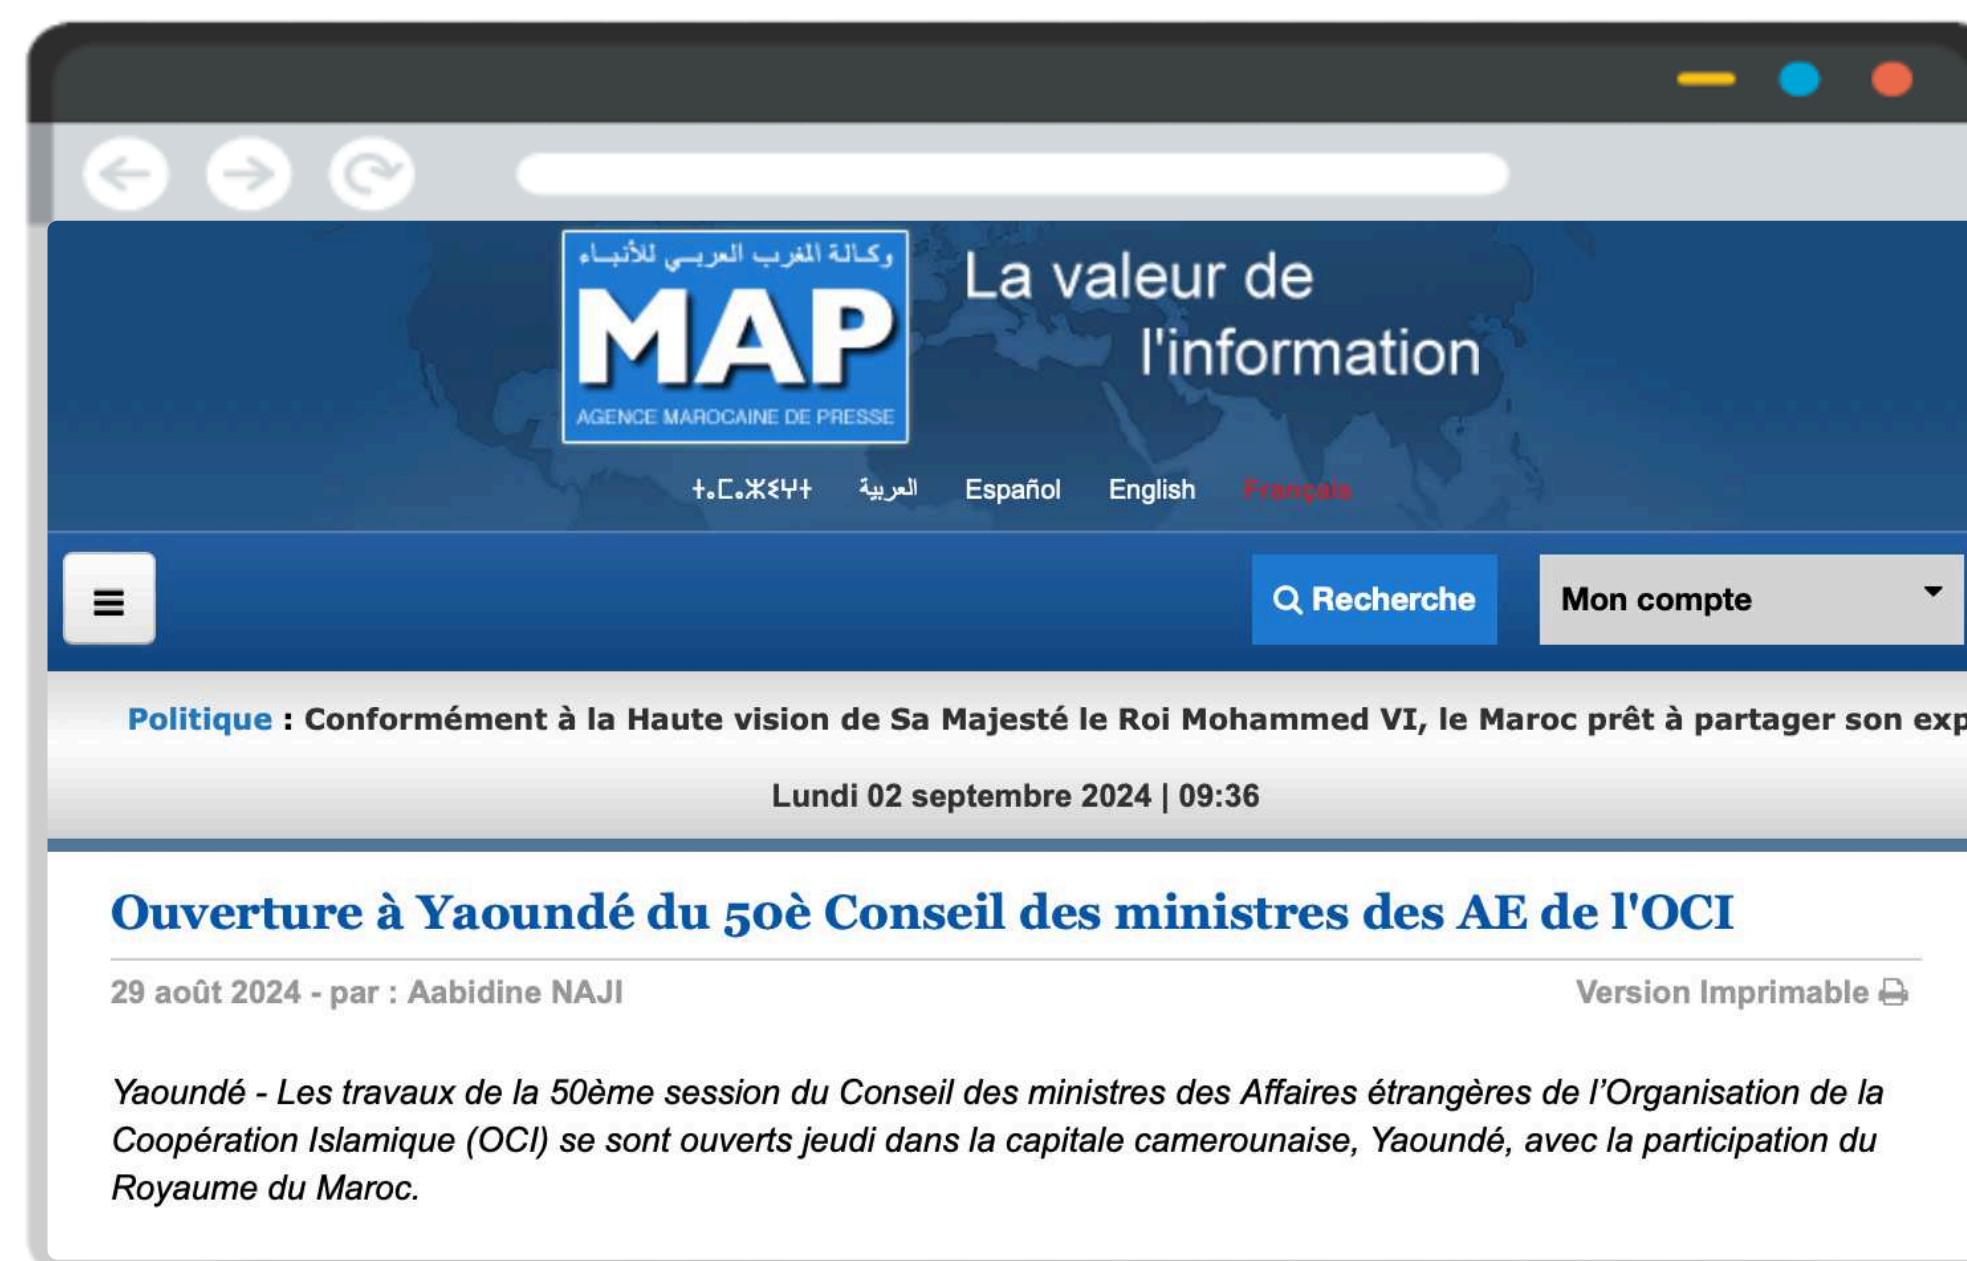 وكالة المغرب العربي للأنباء
MAP
AGENCE MAROCAINE DE PRESSE
La valeur de
l'information
ⵜⴰⵎⴰⵣⵉⵖⵜ العربية Español English Français
Recherche
Mon compte
Politique : Conformément à la Haute vision de Sa Majesté le Roi Mohammed VI, le Maroc prêt à partager son exp
Lundi 02 septembre 2024 | 09:36
Ouverture à Yaoundé du 50è Conseil des ministres des AE de l'OCI
29 août 2024 - par : Aabidine NAJI
Version Imprimable
Yaoundé - Les travaux de la 50ème session du Conseil des ministres des Affaires étrangères de l’Organisation de la
Coopération Islamique (OCI) se sont ouverts jeudi dans la capitale camerounaise, Yaoundé, avec la participation du
Royaume du Maroc.